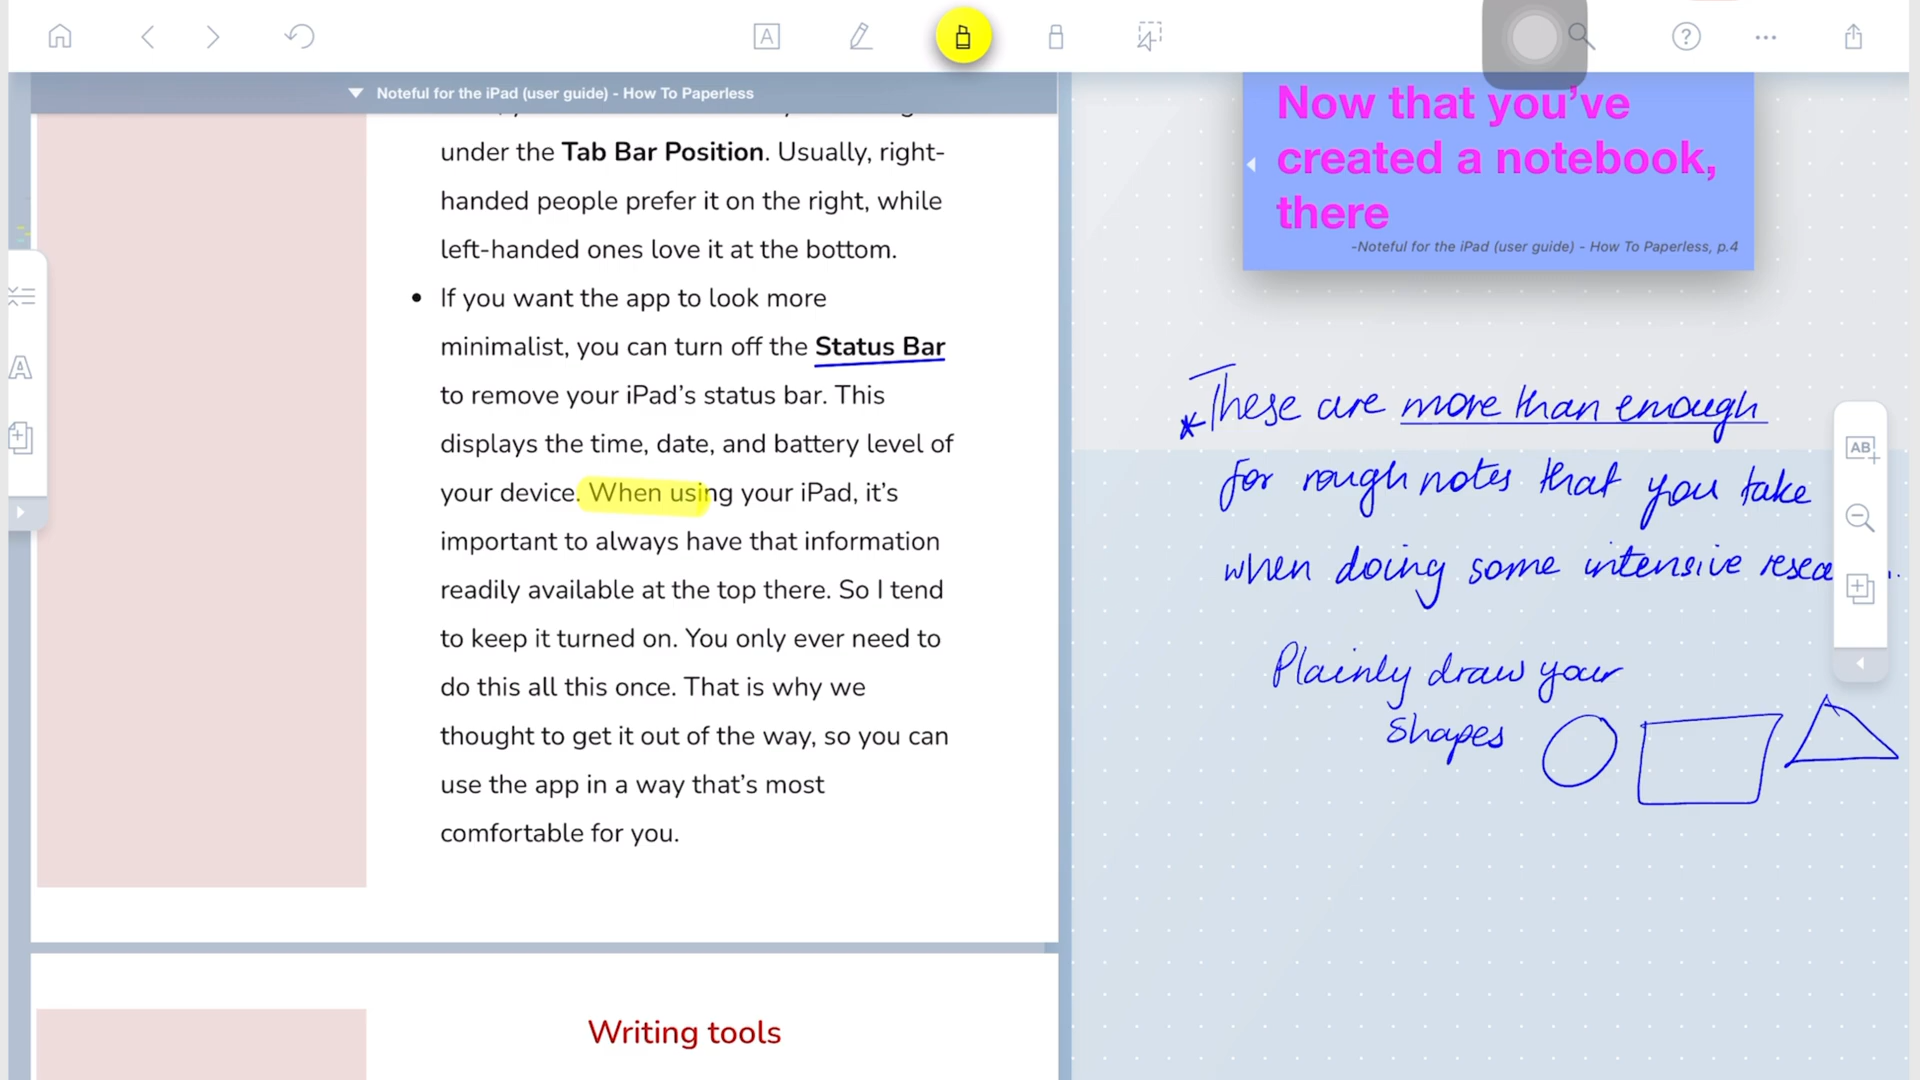 Noteful for the iPad (user guide) - How To Paperless
under the Tab Bar Position. Usually, right-
handed people prefer it on the right, while
left-handed ones love it at the bottom.
• If you want the app to look more
minimalist, you can turn off the Status Bar
to remove your iPad’s status bar. This
displays the time, date, and battery level of
your device. When using your iPad, it’s
important to always have that information
readily available at the top there. So I tend
to keep it turned on. You only ever need to
do this all this once. That is why we
thought to get it out of the way, so you can
use the app in a way that’s most
comfortable for you.
Writing tools
Now that you’ve
created a notebook,
there
-Noteful for the iPad (user guide) - How To Paperless, p.4
*These are more than enough
for rough notes that you take
when doing some intensive
Plainly draw your
shapes